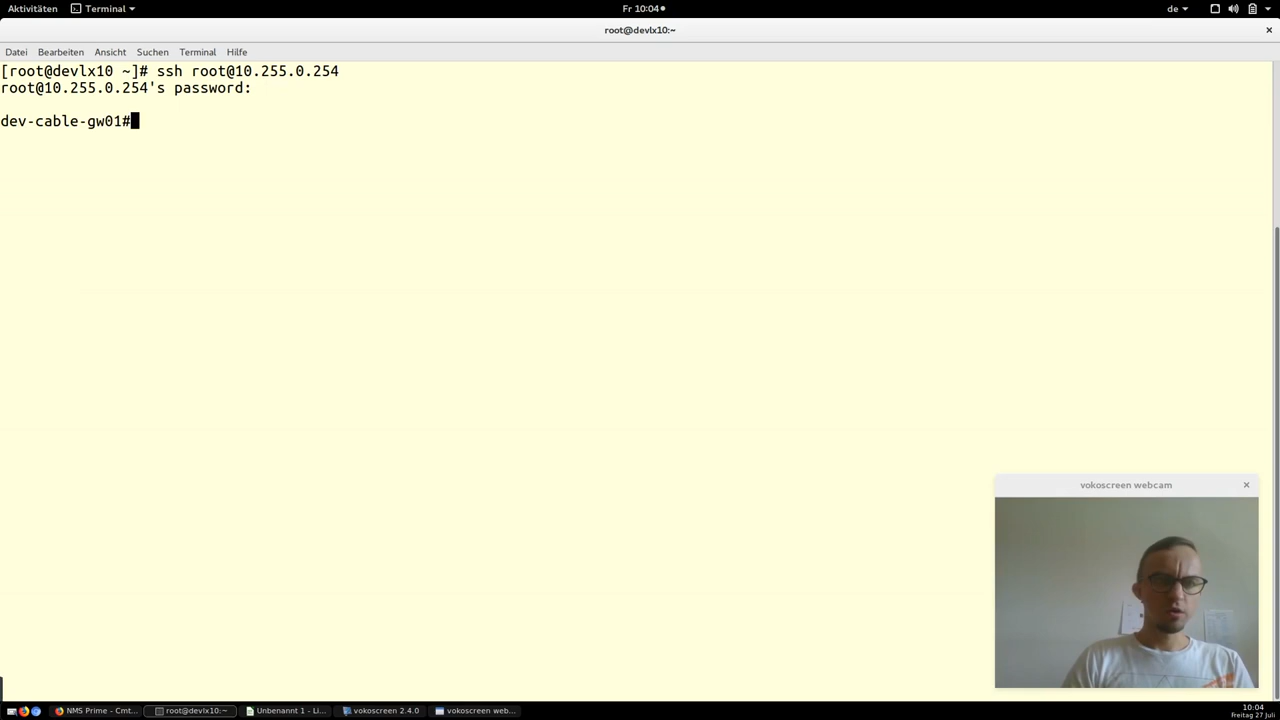 Aktivitäten Terminal Fr 10:04 de
root@devlx10:~
Datei Bearbeiten Ansicht Suchen Terminal Hilfe
[root@devlx10 ~]# ssh root@10.255.0.254
root@10.255.0.254's password:
dev-cable-gw01#
vokoscreen webcam
NMS Prime - Cmt... root@devlx10:~ Unbenannt 1 - Li... vokoscreen 2.4.0 vokoscreen web... 10:04
Freitag 27 Juli